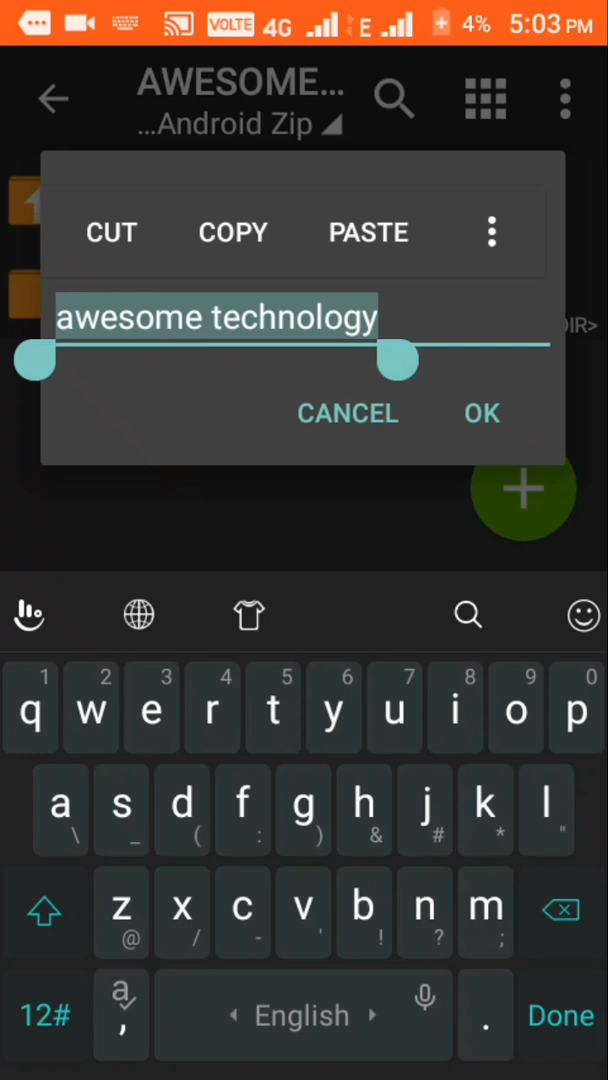 VOLTE 4G E 4% 5:03 PM
AWESOME...
...Android Zip
CUT COPY PASTE
awesome technology
DIR>
CANCEL OK
1 2 3 4 5 6 7 8 9 0
q w e r t y u i o p
a s d f g h j k l
\ _ ( : ) & # * "
z x c v b n m
@ / - ' ! ? ;
12# a , English . Done